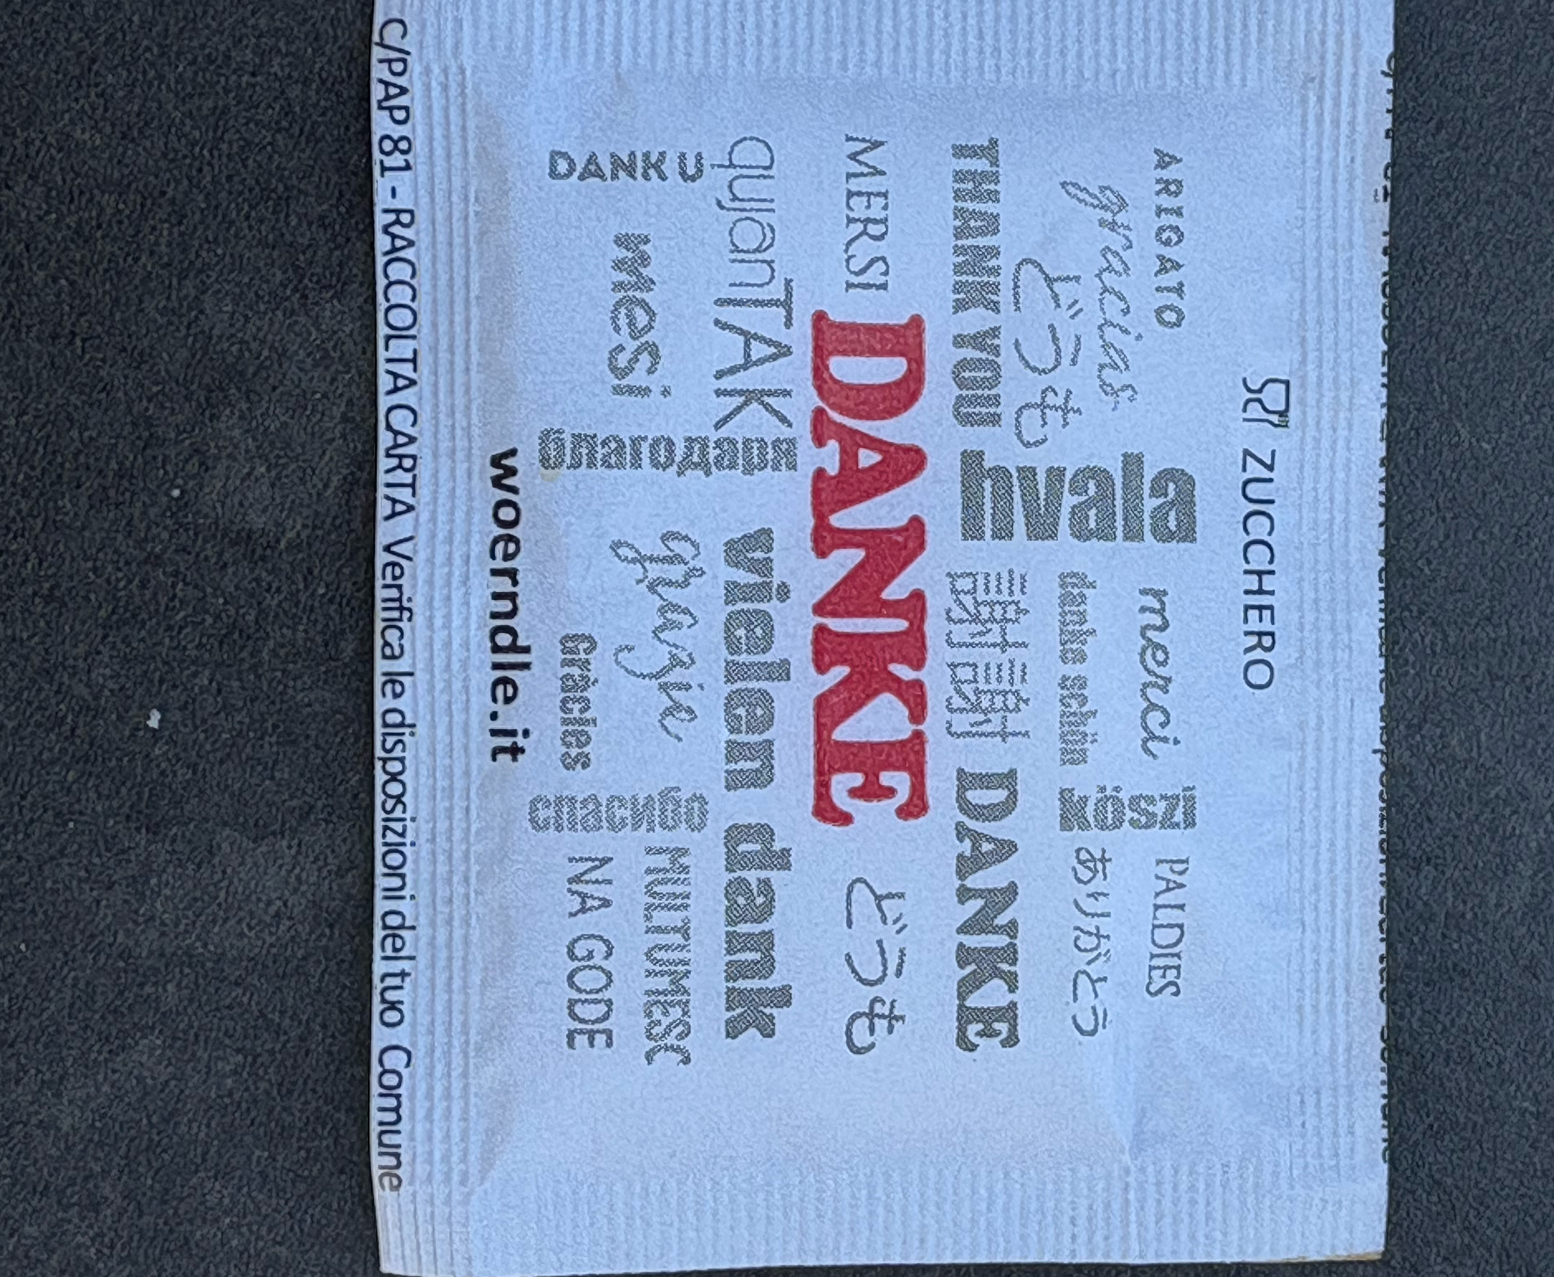 ZUCCHERO
ARIGATO merci PALDIES
gracias hvala danke schön köszi ありがとう
どうも
THANK YOU 謝謝 DANKE
MERSI DANKE どうも
qujan TAK vielen dank
благодаря
mesi grazie спасибо MULTUMESC
DANK U Gràcies NA GODE
woerndle.it
C/PAP 81 - RACCOLTA CARTA Verifica le disposizioni del tuo Comune